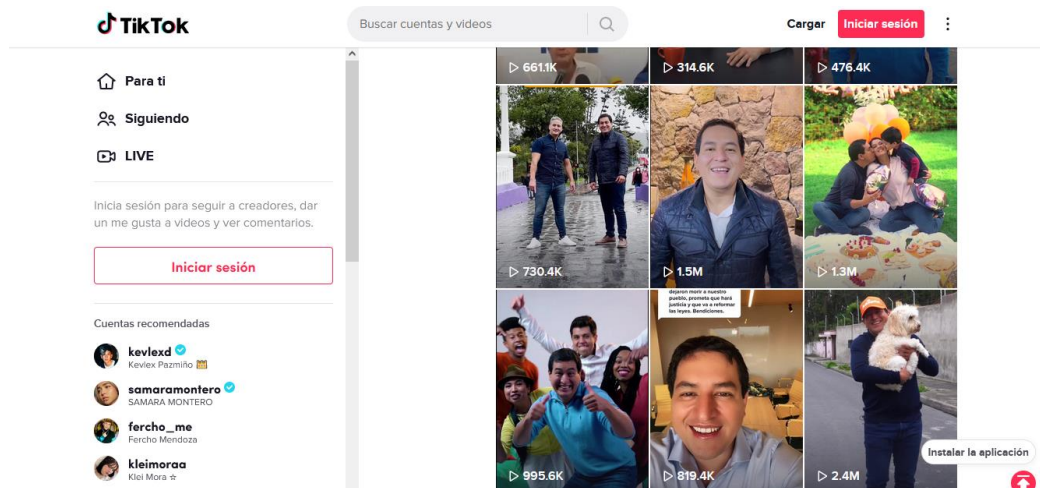 TikTok
Buscar cuentas y videos
Cargar
Iniciar sesión
Para ti
Siguiendo
LIVE
Inicia sesión para seguir a creadores, dar
un me gusta a videos y ver comentarios.
Iniciar sesión
Cuentas recomendadas
kevlexd
Kevlex Pazmiño
samaramontero
SAMARA MONTERO
fercho_me
Fercho Mendoza
kleimoraa
Klei Mora ☆
661.1K
314.6K
476.4K
730.4K
1.5M
1.3M
dejaron morir a nuestro
pueblo, prometa que hará
justicia y que va a reformar
las leyes. Bendiciones.
995.6K
819.4K
2.4M
Instalar la aplicación